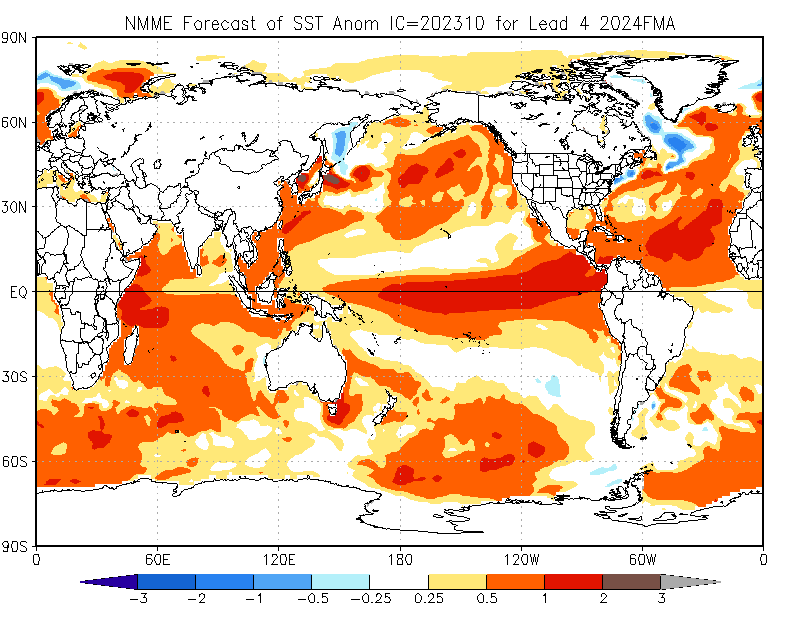 NMME Forecast of SST Anom IC=202310 for Lead 4 2024FMA
90N
60N
30N
EQ
30S
60S
90S
0 60E 120E 180 120W 60W 0
-3 -2 -1 -0.5 -0.25 0.25 0.5 1 2 3